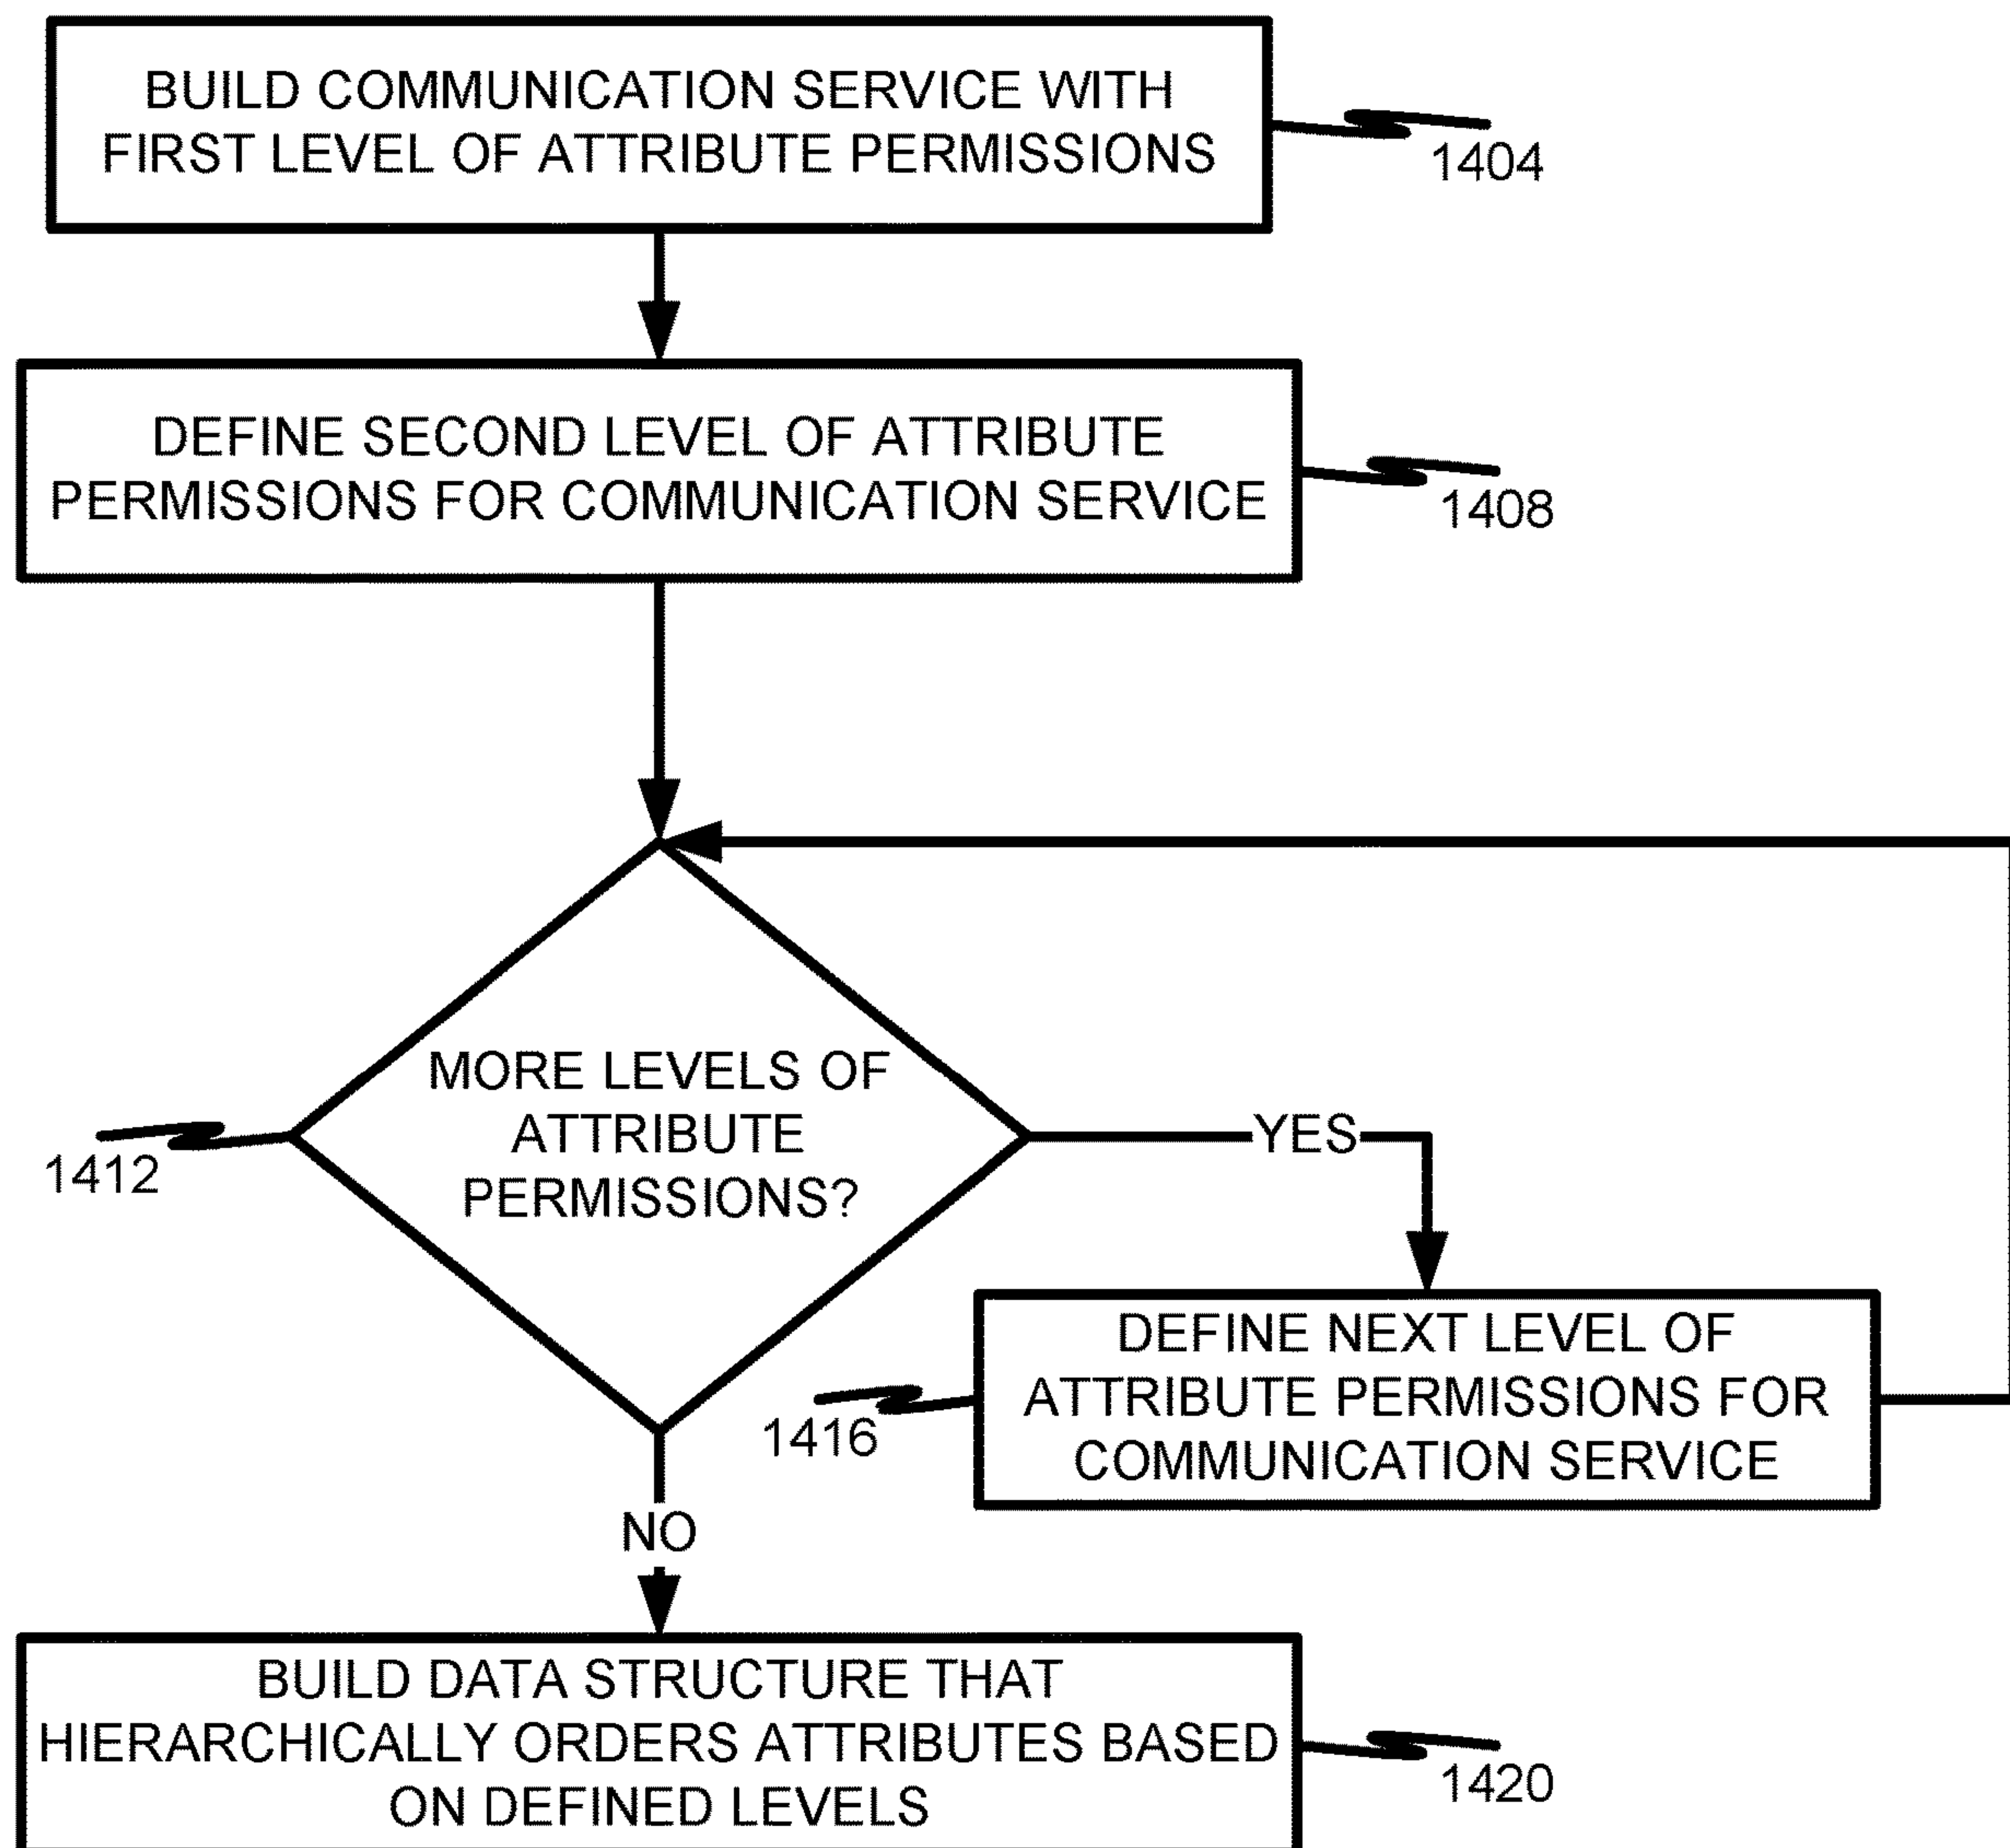 BUILD COMMUNICATION SERVICE WITH
FIRST LEVEL OF ATTRIBUTE PERMISSIONS
1404
DEFINE SECOND LEVEL OF ATTRIBUTE
PERMISSIONS FOR COMMUNICATION SERVICE
1408
MORE LEVELS OF
ATTRIBUTE
PERMISSIONS?
1412
YES
DEFINE NEXT LEVEL OF
ATTRIBUTE PERMISSIONS FOR
COMMUNICATION SERVICE
1416
NO
BUILD DATA STRUCTURE THAT
HIERARCHICALLY ORDERS ATTRIBUTES BASED
ON DEFINED LEVELS
1420